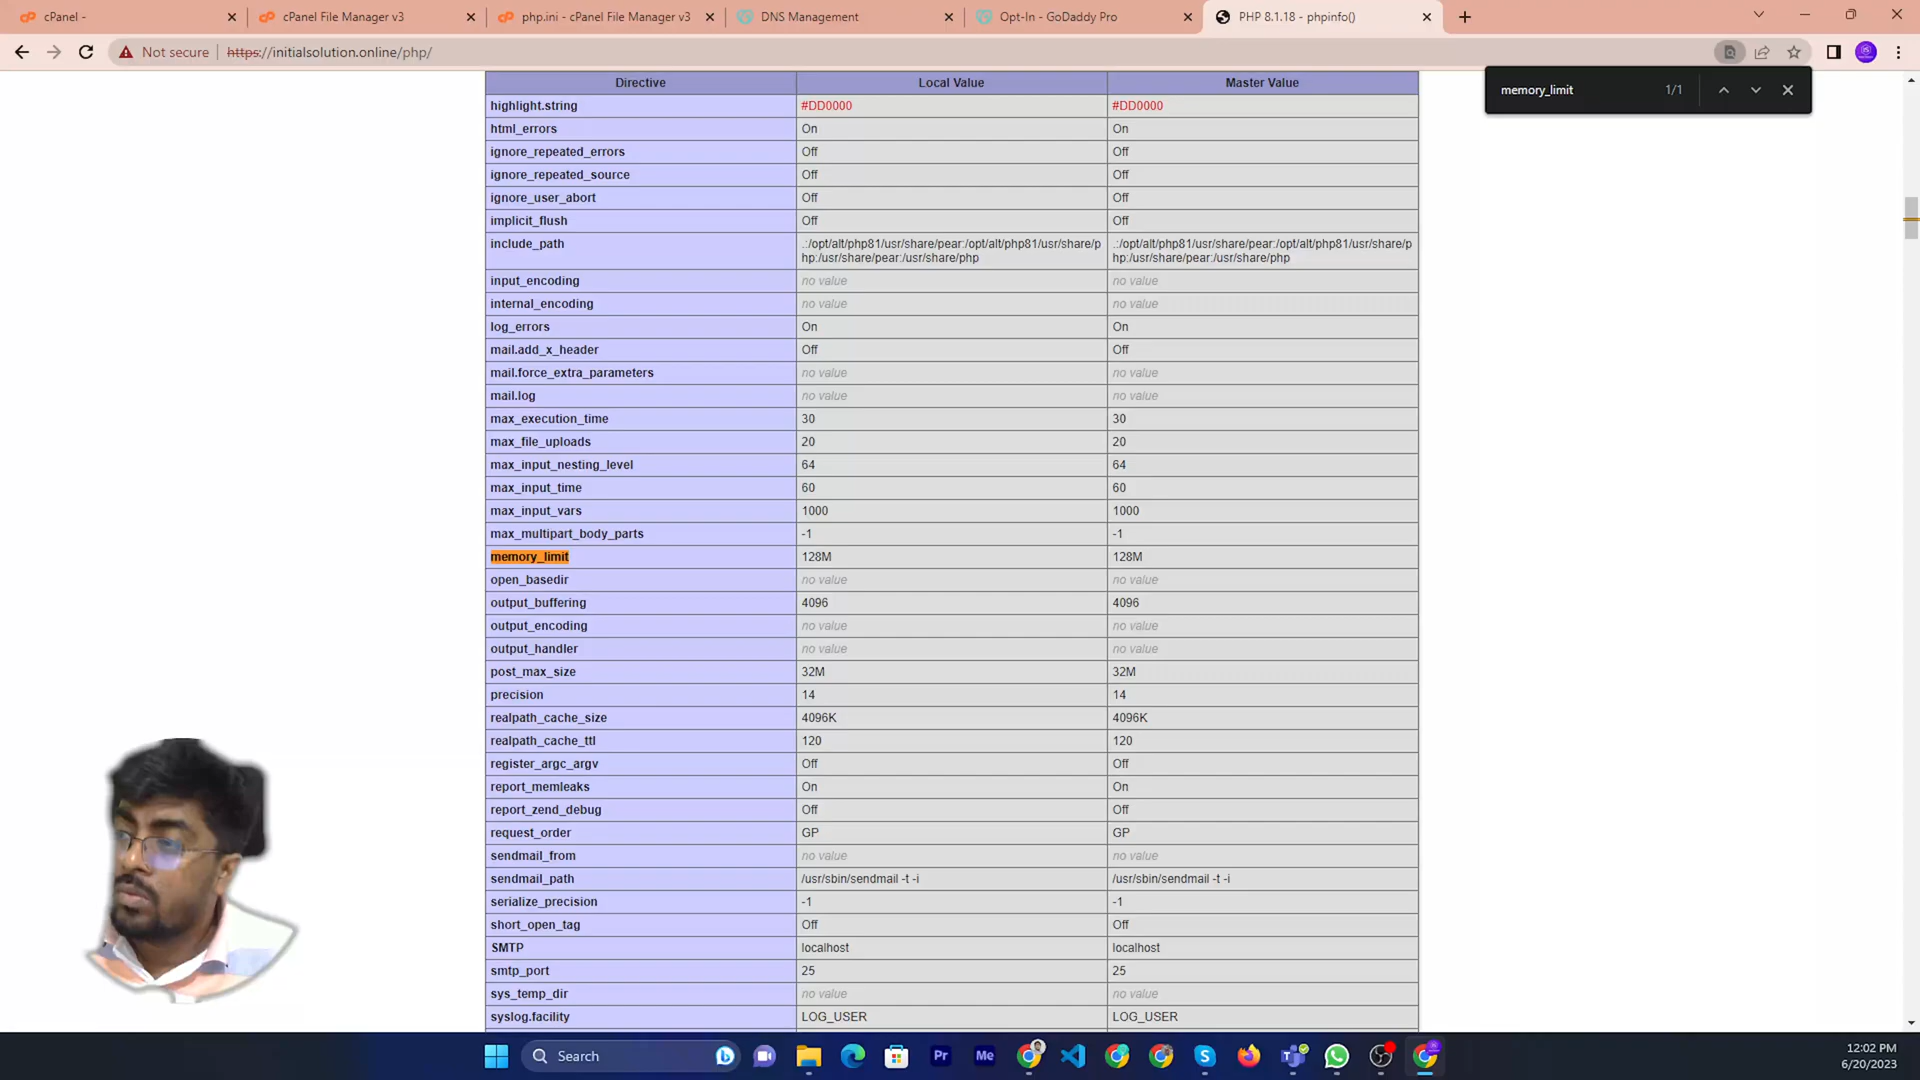 cPanel -
cPanel File Manager v3
php.ini - cPanel File Manager v3
DNS Management
Opt-In - GoDaddy Pro
PHP 8.1.18 - phpinfo()
Not secure
https://initialsolution.online/php/
memory_limit 1/1
Directive Local Value Master Value
highlight.string #DD0000 #DD0000
html_errors On On
ignore_repeated_errors Off Off
ignore_repeated_source Off Off
ignore_user_abort Off Off
implicit_flush Off Off
include_path .:/opt/alt/php81/usr/share/pear:/opt/alt/php81/usr/share/p .:/opt/alt/php81/usr/share/pear:/opt/alt/php81/usr/share/p
hp:/usr/share/pear:/usr/share/php hp:/usr/share/pear:/usr/share/php
input_encoding no value no value
internal_encoding no value no value
log_errors On On
mail.add_x_header Off Off
mail.force_extra_parameters no value no value
mail.log no value no value
max_execution_time 30 30
max_file_uploads 20 20
max_input_nesting_level 64 64
max_input_time 60 60
max_input_vars 1000 1000
max_multipart_body_parts -1 -1
memory_limit 128M 128M
open_basedir no value no value
output_buffering 4096 4096
output_encoding no value no value
output_handler no value no value
post_max_size 32M 32M
precision 14 14
realpath_cache_size 4096K 4096K
realpath_cache_ttl 120 120
register_argc_argv Off Off
report_memleaks On On
report_zend_debug Off Off
request_order GP GP
sendmail_from no value no value
sendmail_path /usr/sbin/sendmail -t -i /usr/sbin/sendmail -t -i
serialize_precision -1 -1
short_open_tag Off Off
SMTP localhost localhost
smtp_port 25 25
sys_temp_dir no value no value
syslog.facility LOG_USER LOG_USER
Search
Pr
Me
12:02 PM
6/20/2023